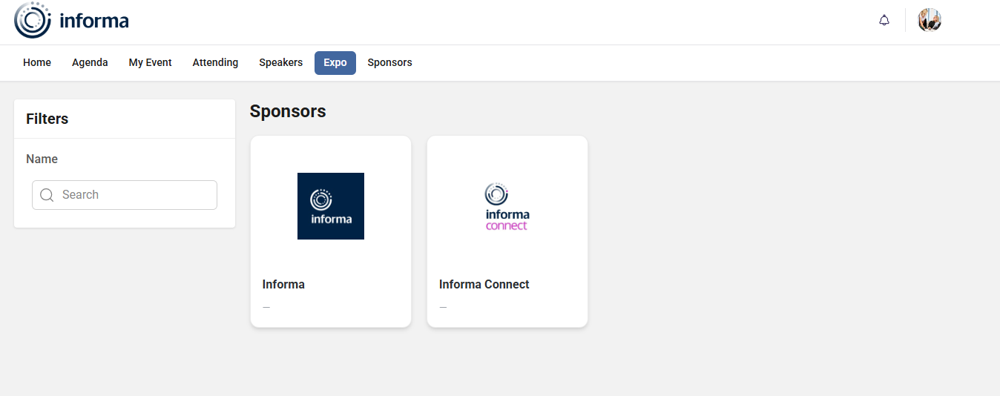 informa
Home Agenda My Event Attending Speakers Expo Sponsors
Filters
Name
Search
Sponsors
informa
Informa
—
informa
connect
Informa Connect
—